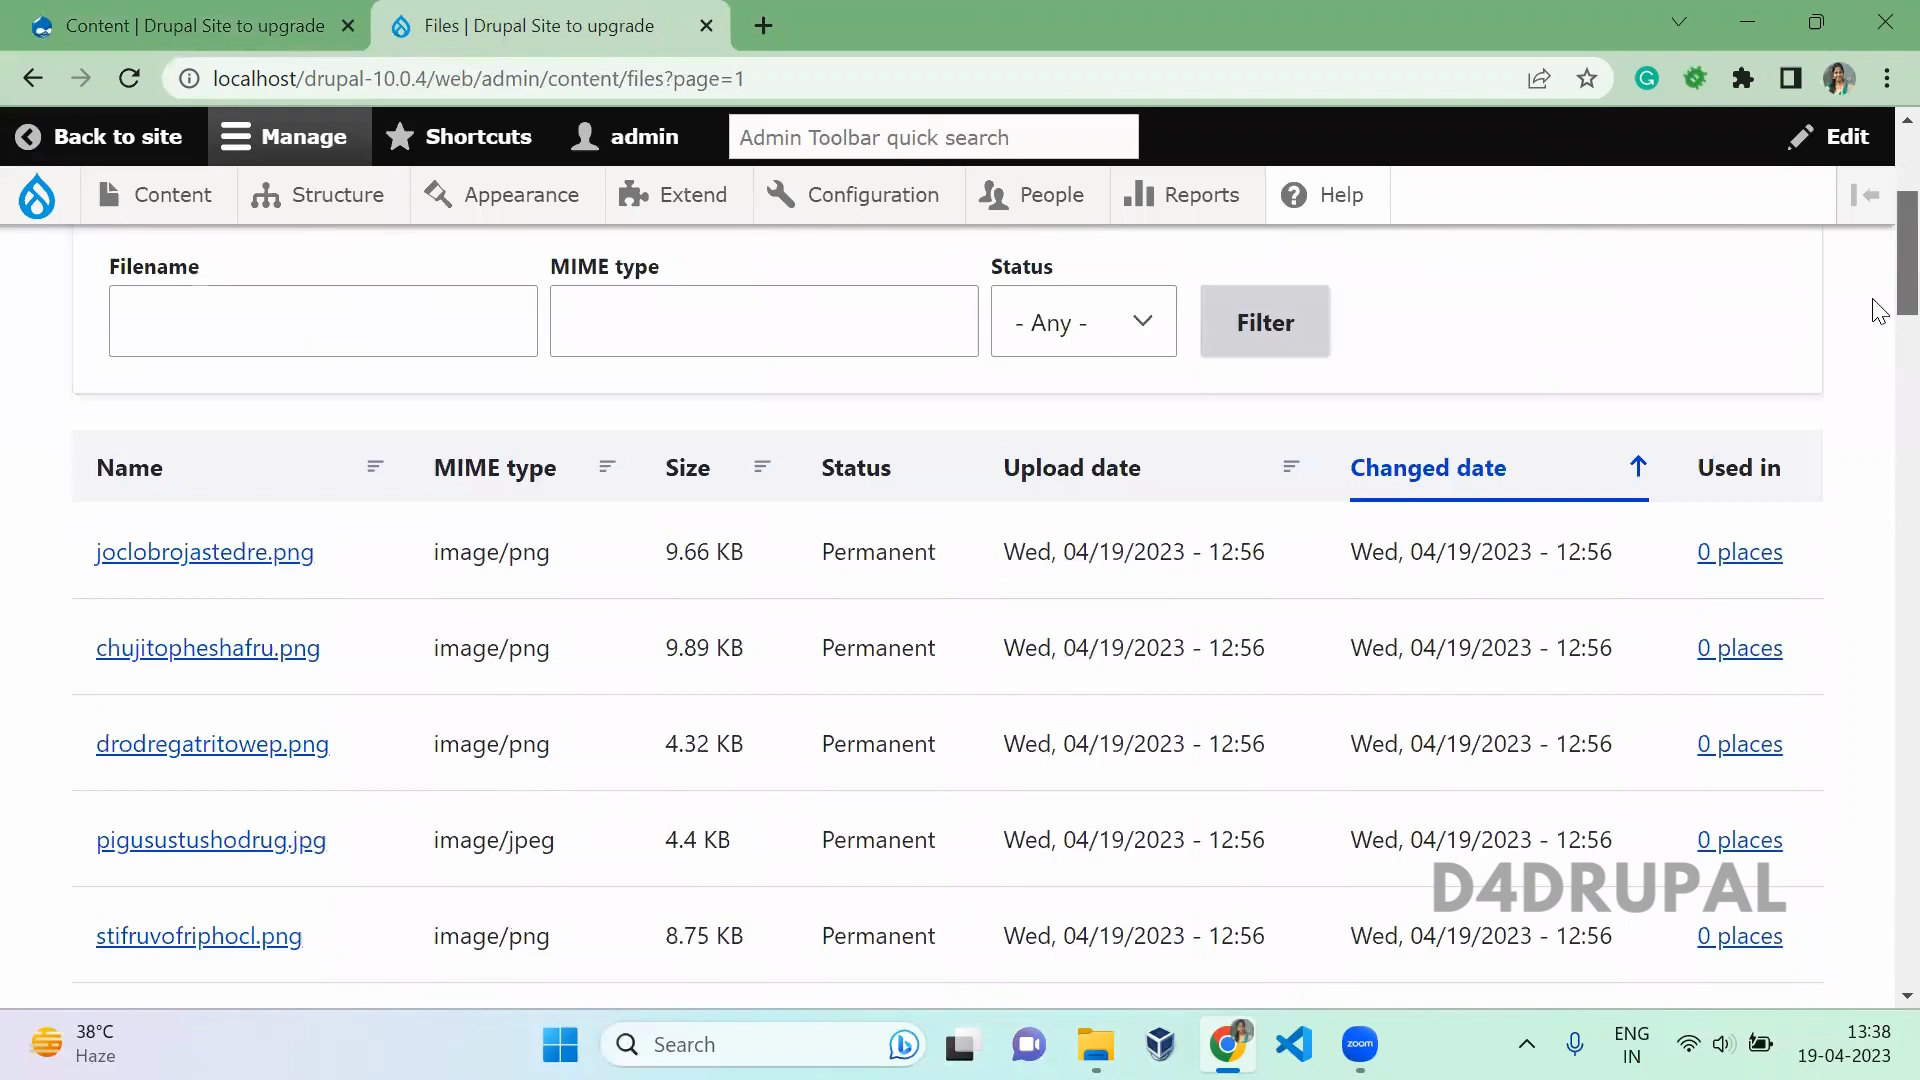 Content | Drupal Site to upgrade
Files | Drupal Site to upgrade
localhost/drupal-10.0.4/web/admin/content/files?page=1
Back to site
Manage
Shortcuts
admin
Admin Toolbar quick search
Edit
Content
Structure
Appearance
Extend
Configuration
People
Reports
Help
Filename
MIME type
Status
- Any -
Filter
Name MIME type Size Status Upload date Changed date Used in
joclobrojastedre.png image/png 9.66 KB Permanent Wed, 04/19/2023 - 12:56 Wed, 04/19/2023 - 12:56 0 places
chujitopheshafru.png image/png 9.89 KB Permanent Wed, 04/19/2023 - 12:56 Wed, 04/19/2023 - 12:56 0 places
drodregatritowep.png image/png 4.32 KB Permanent Wed, 04/19/2023 - 12:56 Wed, 04/19/2023 - 12:56 0 places
pigusustushodrug.jpg image/jpeg 4.4 KB Permanent Wed, 04/19/2023 - 12:56 Wed, 04/19/2023 - 12:56 0 places
D4DRUPAL
stifruvofriphocl.png image/png 8.75 KB Permanent Wed, 04/19/2023 - 12:56 Wed, 04/19/2023 - 12:56 0 places
38°C
Haze
Search
zoom
ENG
IN
13:38
19-04-2023